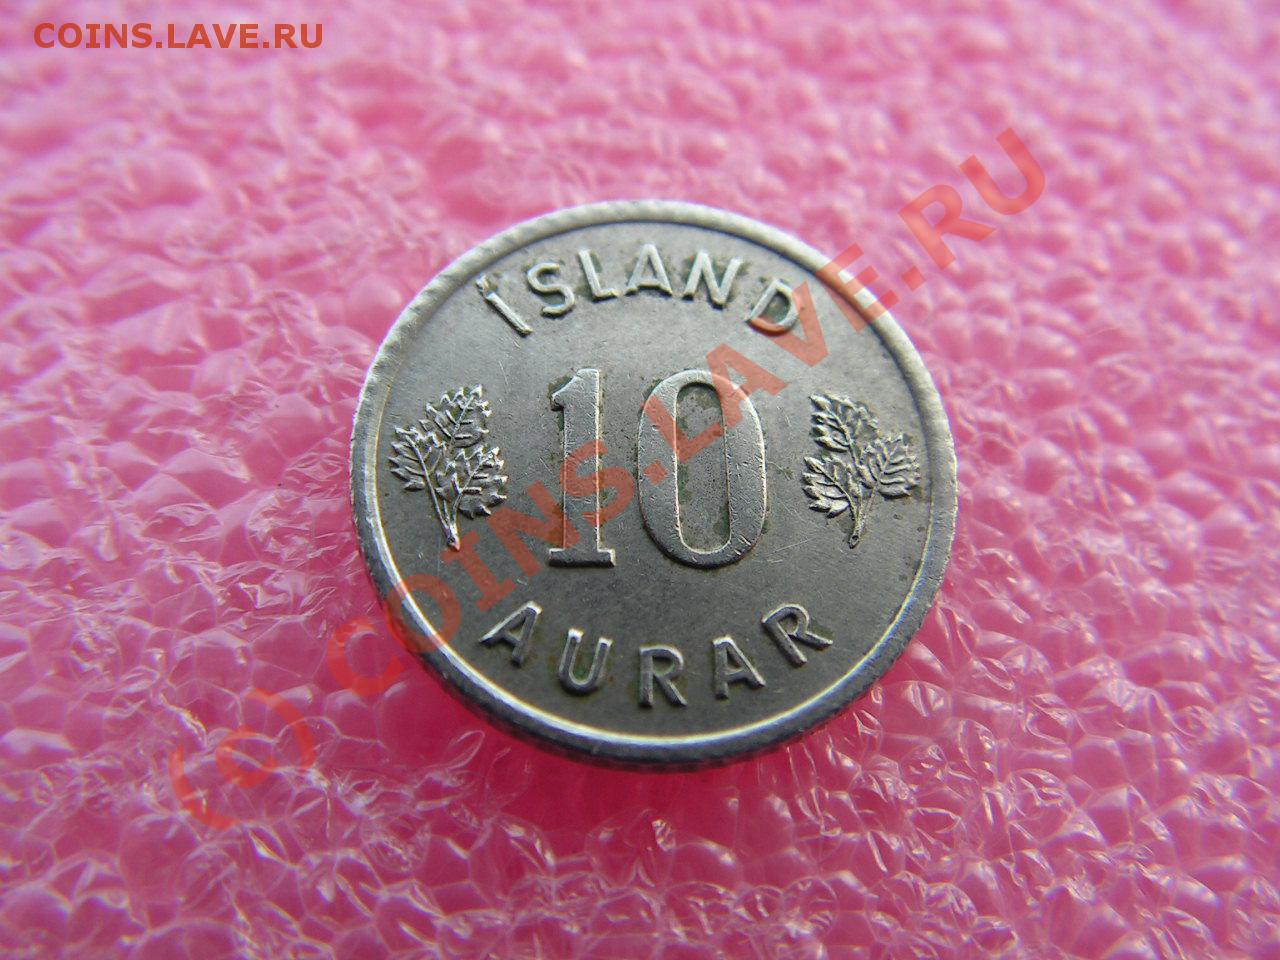 COINS.LAVE.RU
ÍSLAND
10
AURAR
(c) COINS.LAVE.RU